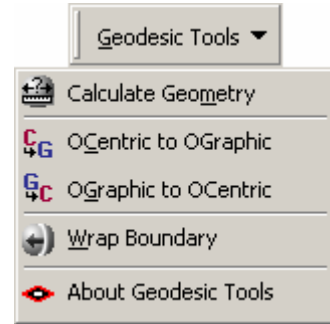 Geodesic Tools
Calculate Geometry
C G OCentric to OGraphic
G C OGraphic to OCentric
Wrap Boundary
About Geodesic Tools